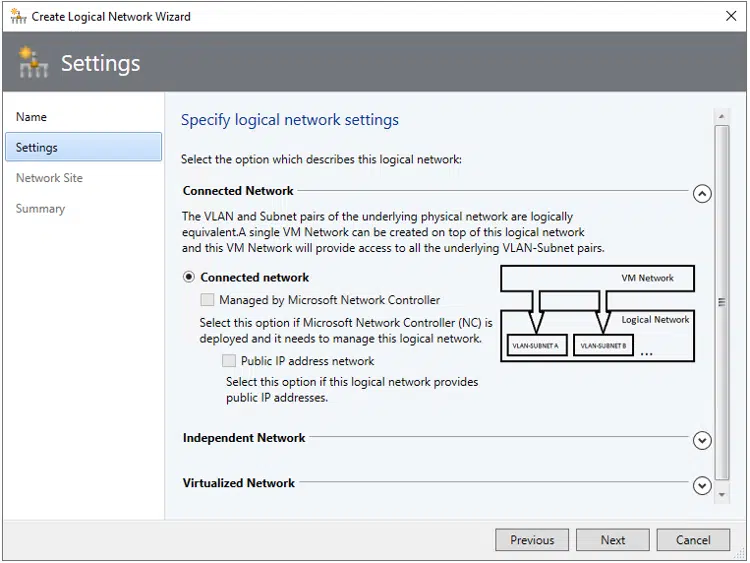 Create Logical Network Wizard
Settings
Name
Settings
Network Site
Summary
Specify logical network settings
Select the option which describes this logical network:
Connected Network
The VLAN and Subnet pairs of the underlying physical network are logically
equivalent.A single VM Network can be created on top of this logical network
and this VM Network will provide access to all the underlying VLAN-Subnet pairs.
Connected network
Managed by Microsoft Network Controller
Select this option if Microsoft Network Controller (NC) is
deployed and it needs to manage this logical network.
Public IP address network
Select this option if this logical network provides
public IP addresses.
VM Network
Logical Network
VLAN-SUBNET A
VLAN-SUBNET B
...
Independent Network
Virtualized Network
Previous
Next
Cancel